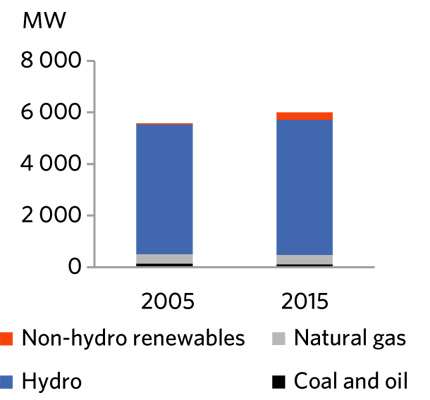 MW
8 000
6 000
4 000
2 000
0
2005 2015
Non-hydro renewables Natural gas
Hydro Coal and oil